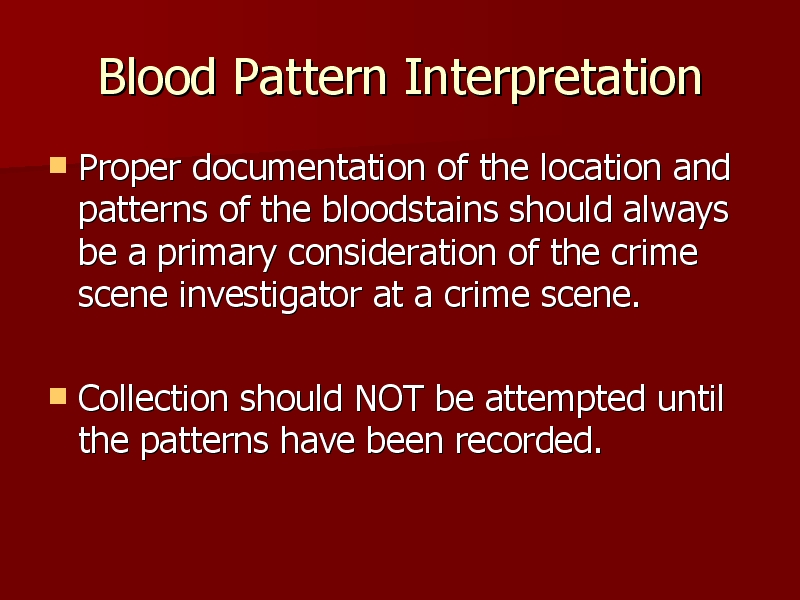 Blood Pattern Interpretation
Proper documentation of the location and
patterns of the bloodstains should always
be a primary consideration of the crime
scene investigator at a crime scene.
Collection should NOT be attempted until
the patterns have been recorded.